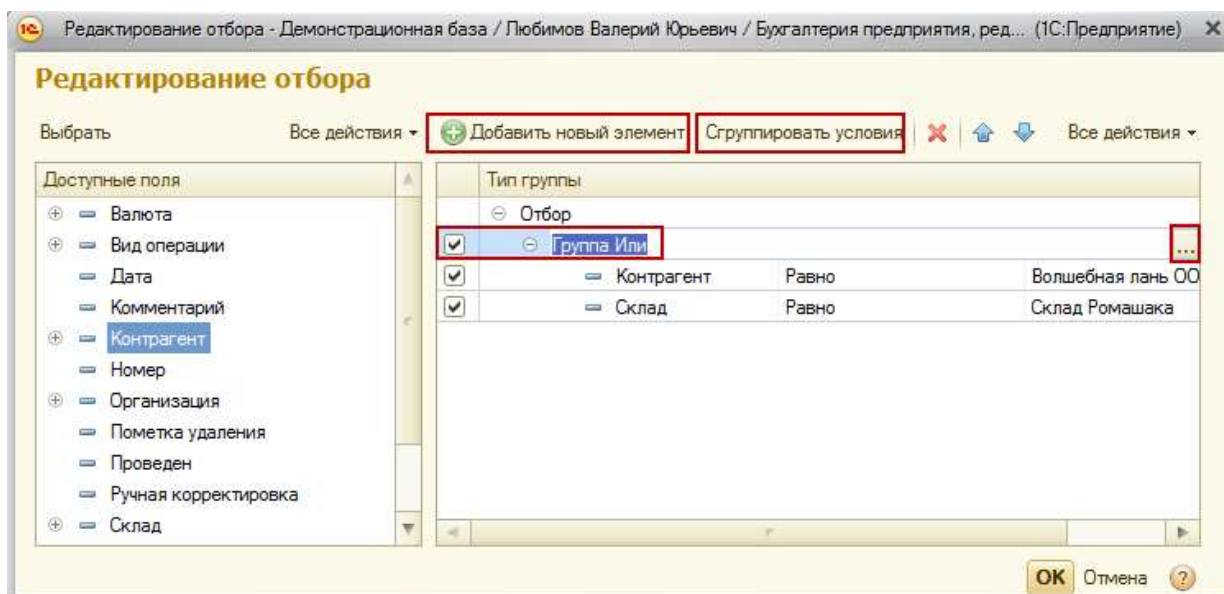 1С Редактирование отбора - Демонстрационная база / Любимов Валерий Юрьевич / Бухгалтерия предприятия, ред... (1С:Предприятие)
Редактирование отбора
Выбрать Все действия Добавить новый элемент Сгруппировать условия Все действия
Доступные поля Тип группы
Валюта
Вид операции
Дата
Комментарий
Контрагент
Номер
Организация
Пометка удаления
Проведен
Ручная корректировка
Склад
Отбор
Группа Или ...
Контрагент Равно Волшебная лань ОО
Склад Равно Склад Ромашака
OK Отмена ?